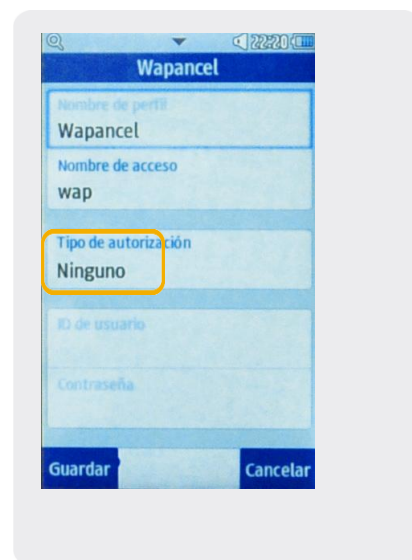 22:20
Wapancel
Nombre de perfil
Wapancel
Nombre de acceso
wap
Tipo de autorización
Ninguno
ID de usuario
Contraseña
Guardar
Cancelar